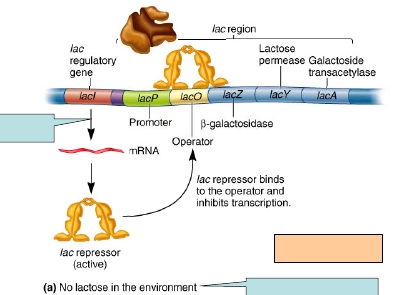 lac region
lac
regulatory
gene
Lactose
permease
Galactoside
transacetylase
lacI
lacP
lacO
lacZ
lacY
lacA
Promoter
β-galactosidase
Operator
mRNA
lac repressor binds
to the operator and
inhibits transcription.
lac repressor
(active)
(a) No lactose in the environment